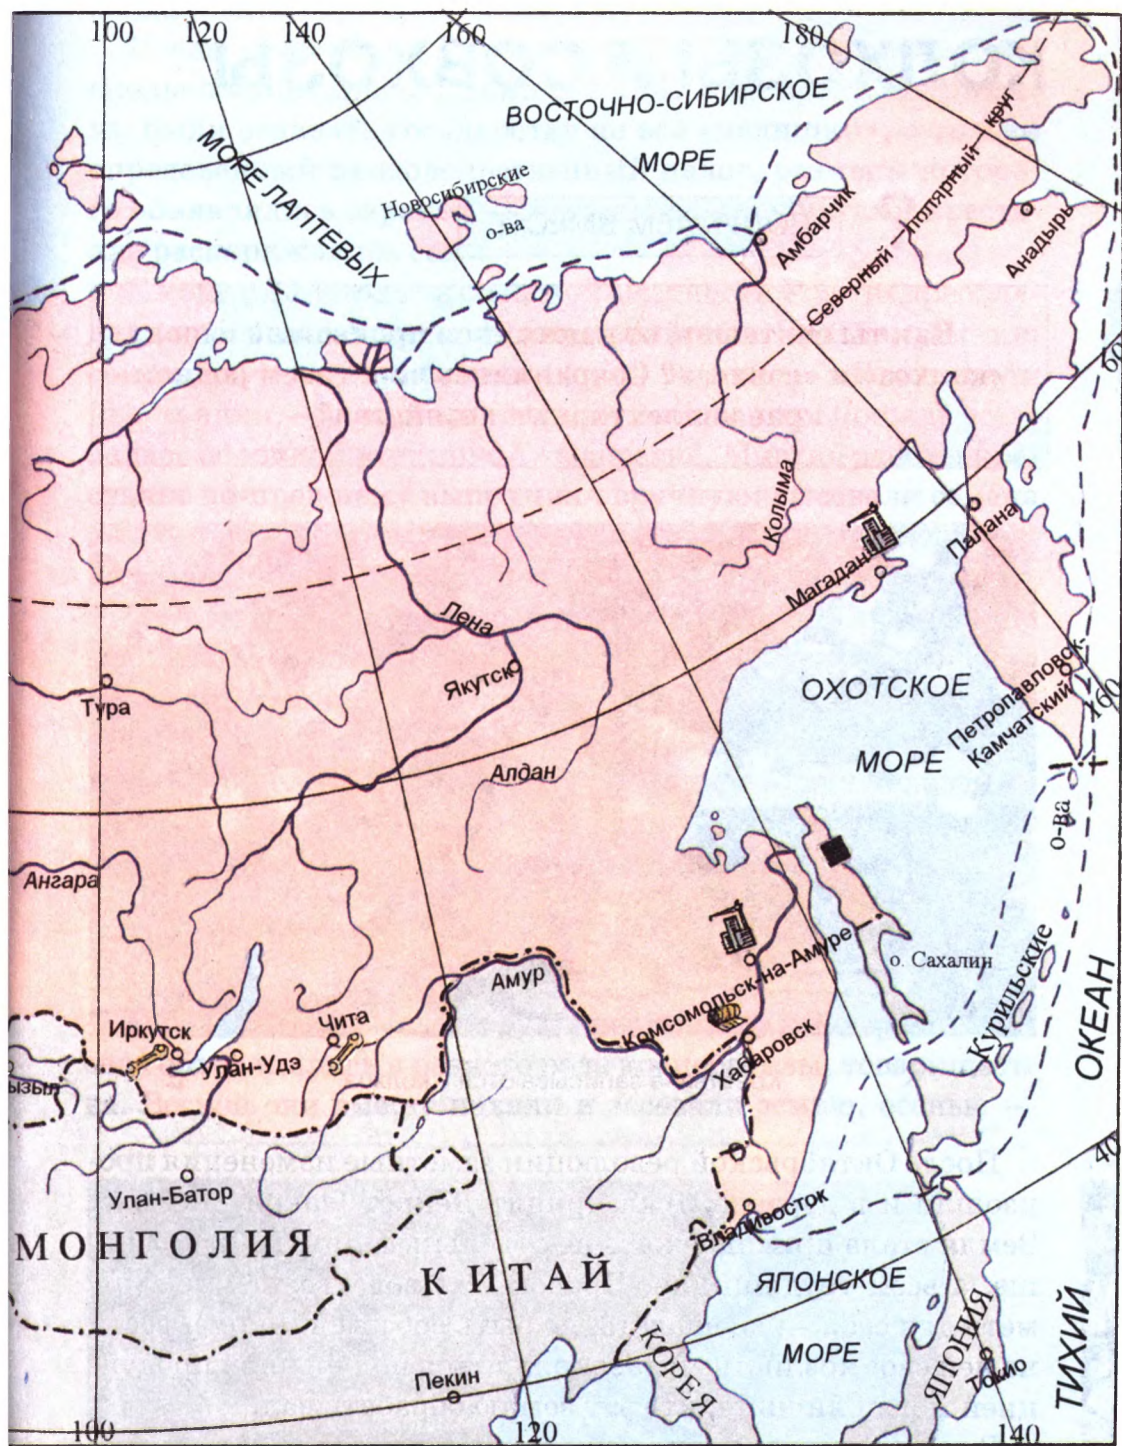 100 120 140 160 180
ВОСТОЧНО-СИБИРСКОЕ
МОРЕ
МОРЕ ЛАПТЕВЫХ
Новосибирские
о-ва
Амбарчик
Северный полярный круг
Анадырь
60
Колыма
Палана
Магадан
Лена
Якутск
ОХОТСКОЕ
МОРЕ
Петропавловск-
Камчатский
160
Тура
Алдан
о-ва
Ангара
Амур
Комсомольск-на-Амуре
о. Сахалин
Курильские
ОКЕАН
Иркутск
Чита
Улан-Удэ
Хабаровск
ызыл
40
Улан-Батор
Владивосток
МОНГОЛИЯ
КИТАЙ
ЯПОНСКОЕ
МОРЕ
КОРЕЯ
ЯПОНИЯ
Токио
ТИХИЙ
Пекин
100 120 140